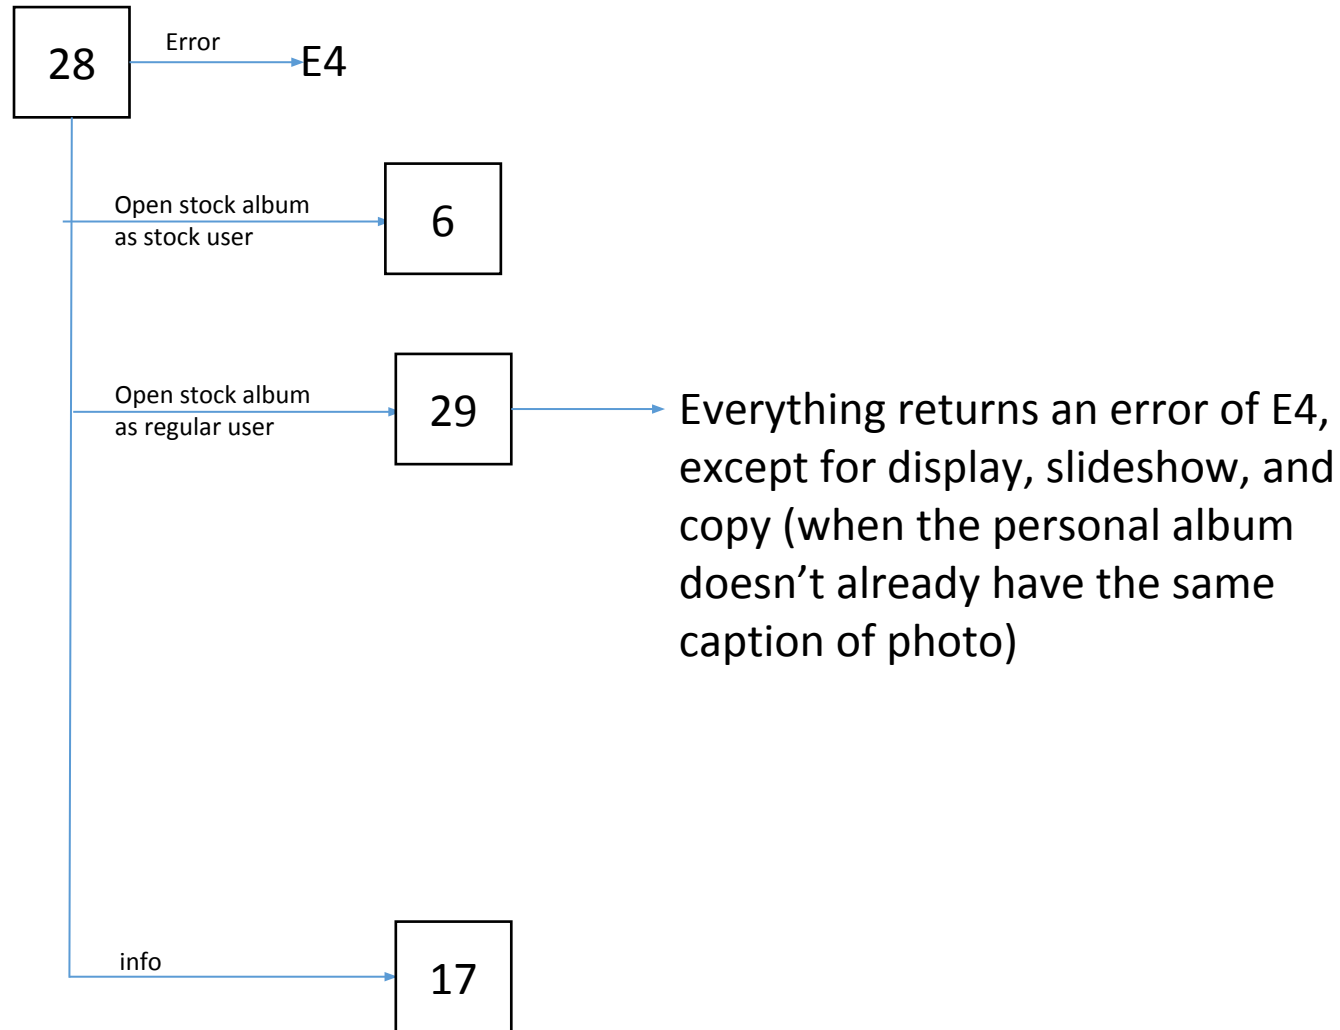 28
Error
E4
Open stock album
as stock user
6
Open stock album
as regular user
29
Everything returns an error of E4,
except for display, slideshow, and
copy (when the personal album
doesn’t already have the same
caption of photo)
info
17